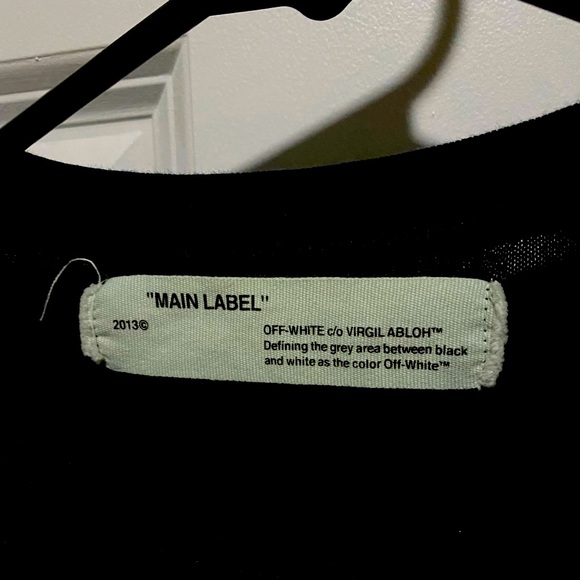 "MAIN LABEL"
2013©
OFF-WHITE c/o VIRGIL ABLOH™
Defining the grey area between black
and white as the color Off-White™